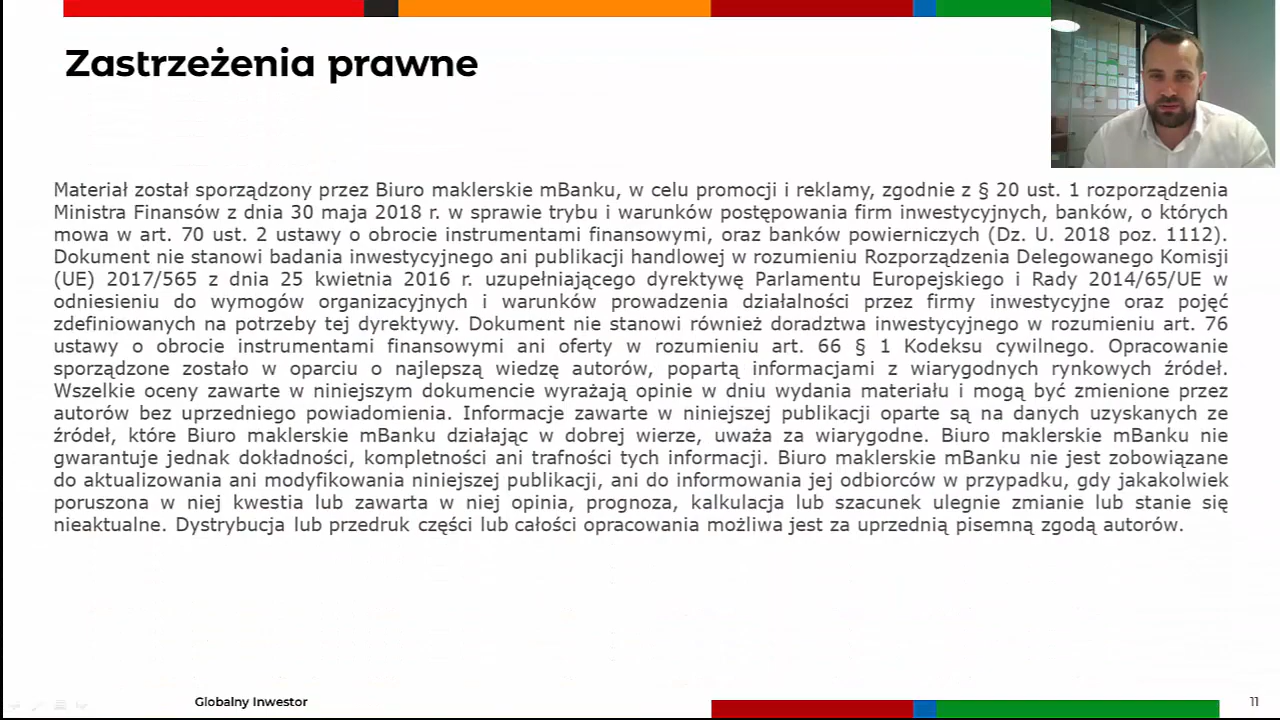 Zastrzeżenia prawne
Materiał został sporządzony przez Biuro maklerskie mBanku, w celu promocji i reklamy, zgodnie z § 20 ust. 1 rozporządzenia
Ministra Finansów z dnia 30 maja 2018 r. w sprawie trybu i warunków postępowania firm inwestycyjnych, banków, o których
mowa w art. 70 ust. 2 ustawy o obrocie instrumentami finansowymi, oraz banków powierniczych (Dz. U. 2018 poz. 1112).
Dokument nie stanowi badania inwestycyjnego ani publikacji handlowej w rozumieniu Rozporządzenia Delegowanego Komisji
(UE) 2017/565 z dnia 25 kwietnia 2016 r. uzupełniającego dyrektywę Parlamentu Europejskiego i Rady 2014/65/UE w
odniesieniu do wymogów organizacyjnych i warunków prowadzenia działalności przez firmy inwestycyjne oraz pojęć
zdefiniowanych na potrzeby tej dyrektywy. Dokument nie stanowi również doradztwa inwestycyjnego w rozumieniu art. 76
ustawy o obrocie instrumentami finansowymi ani oferty w rozumieniu art. 66 § 1 Kodeksu cywilnego. Opracowanie
sporządzone zostało w oparciu o najlepszą wiedzę autorów, popartą informacjami z wiarygodnych rynkowych źródeł.
Wszelkie oceny zawarte w niniejszym dokumencie wyrażają opinie w dniu wydania materiału i mogą być zmienione przez
autorów bez uprzedniego powiadomienia. Informacje zawarte w niniejszej publikacji oparte są na danych uzyskanych ze
źródeł, które Biuro maklerskie mBanku działając w dobrej wierze, uważa za wiarygodne. Biuro maklerskie mBanku nie
gwarantuje jednak dokładności, kompletności ani trafności tych informacji. Biuro maklerskie mBanku nie jest zobowiązane
do aktualizowania ani modyfikowania niniejszej publikacji, ani do informowania jej odbiorców w przypadku, gdy jakakolwiek
poruszona w niej kwestia lub zawarta w niej opinia, prognoza, kalkulacja lub szacunek ulegnie zmianie lub stanie się
nieaktualne. Dystrybucja lub przedruk części lub całości opracowania możliwa jest za uprzednią pisemną zgodą autorów.
Globalny Inwestor
11